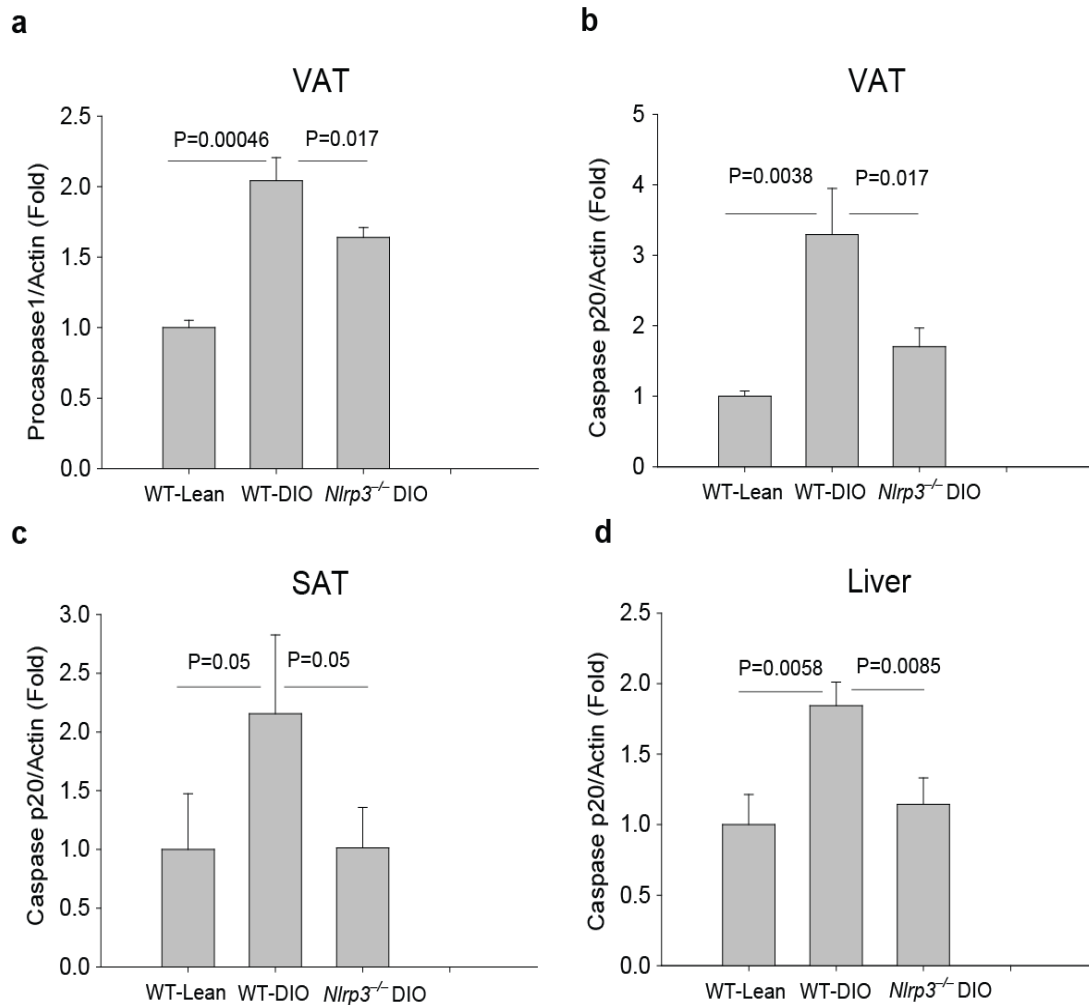 a
VAT
Procaspase1/Actin (Fold)
2.5
2.0
1.5
1.0
0.5
0.0
P=0.00046
P=0.017
WT-Lean
WT-DIO
Nlrp3–/– DIO
b
VAT
Caspase p20/Actin (Fold)
5
4
3
2
1
0
P=0.0038
P=0.017
WT-Lean
WT-DIO
Nlrp3–/– DIO
c
SAT
Caspase p20/Actin (Fold)
3.0
2.5
2.0
1.5
1.0
0.5
0.0
P=0.05
P=0.05
WT-Lean
WT-DIO
Nlrp3–/– DIO
d
Liver
Caspase p20/Actin (Fold)
2.5
2.0
1.5
1.0
0.5
0.0
P=0.0058
P=0.0085
WT-Lean
WT-DIO
Nlrp3–/– DIO